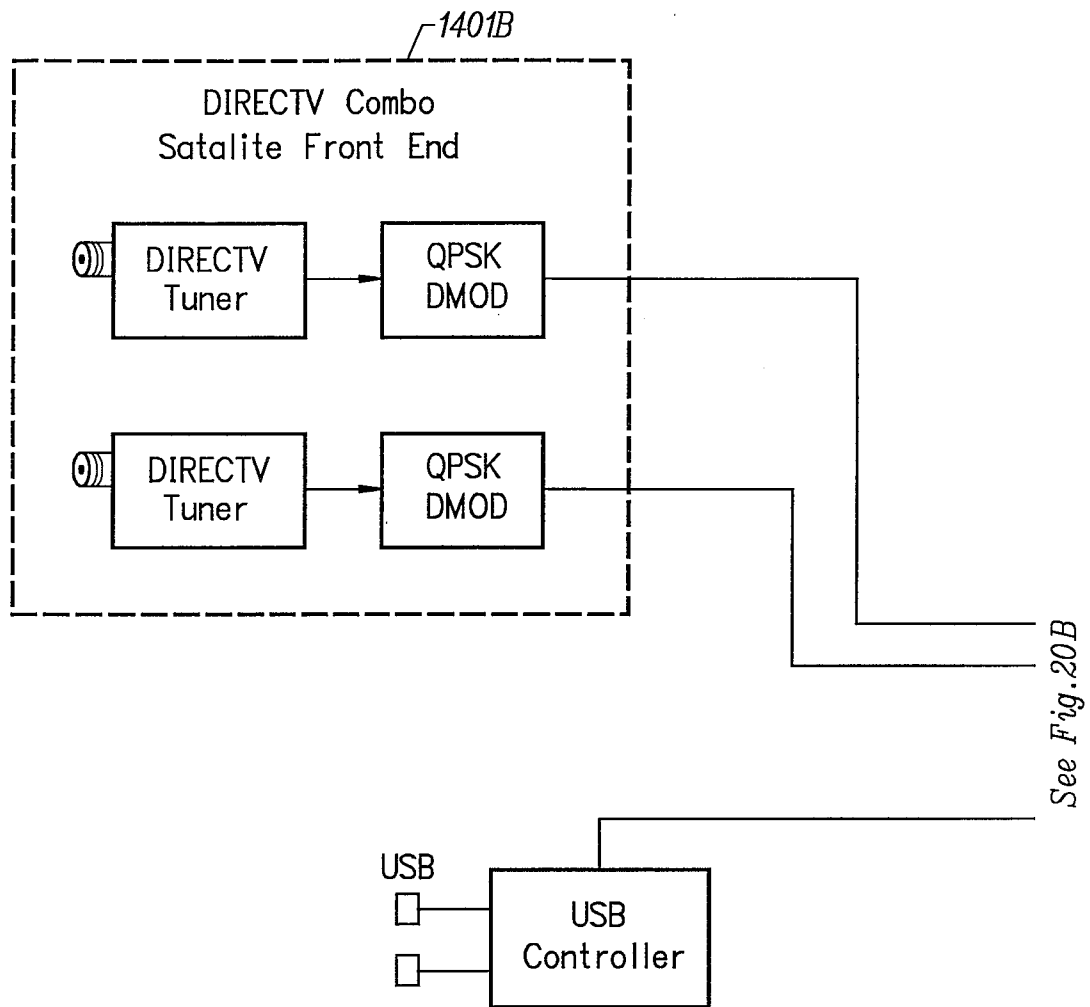 1401B
DIRECTV Combo
Satalite Front End
DIRECTV
Tuner
QPSK
DMOD
DIRECTV
Tuner
QPSK
DMOD
See Fig.20B
USB
USB
Controller